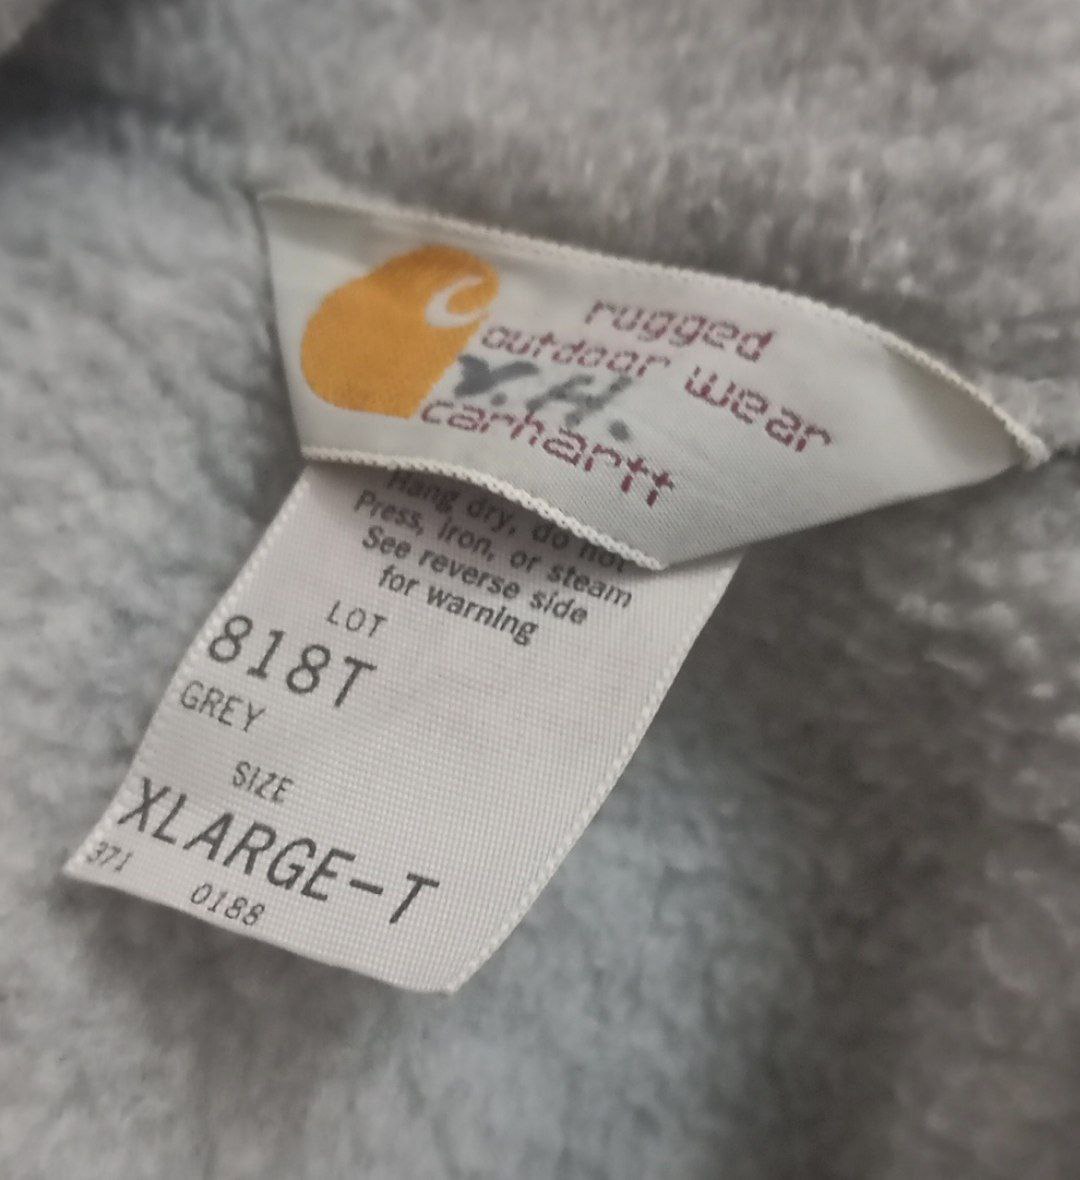 rugged
outdoor wear
V.H.
carhartt
Hang dry, do not
Press, iron, or steam
See reverse side
for warning
LOT
818T
GREY
SIZE
XLARGE-T
371 0188